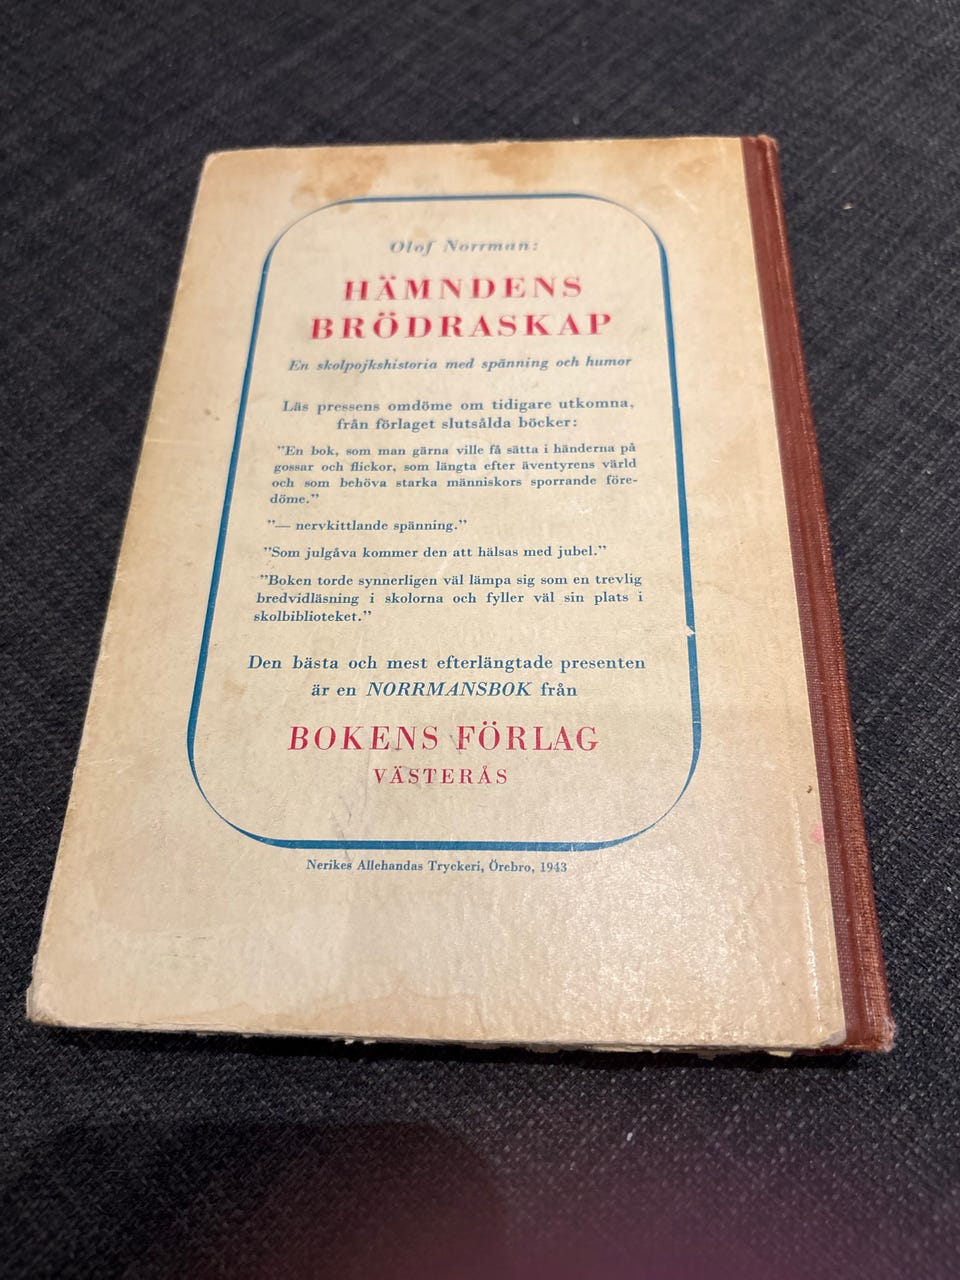 Olof Norrman:
HÄMNDENS
BRÖDRASKAP
En skolpojkshistoria med spänning och humor
Läs pressens omdöme om tidigare utkomna,
från förlaget slutsålda böcker:
"En bok, som man gärna ville få sätta i händerna på
gossar och flickor, som längta efter äventyrens värld
och som behöva starka människors sporrande före-
döme."
"— nervkittlande spänning."
"Som julgåva kommer den att hälsas med jubel."
"Boken torde synnerligen väl lämpa sig som en trevlig
bredvidläsning i skolorna och fyller väl sin plats i
skolbiblioteket."
Den bästa och mest efterlängtade presenten
är en NORRMANSBOK från
BOKENS FÖRLAG
VÄSTERÅS
Nerikes Allehandas Tryckeri, Örebro, 1943